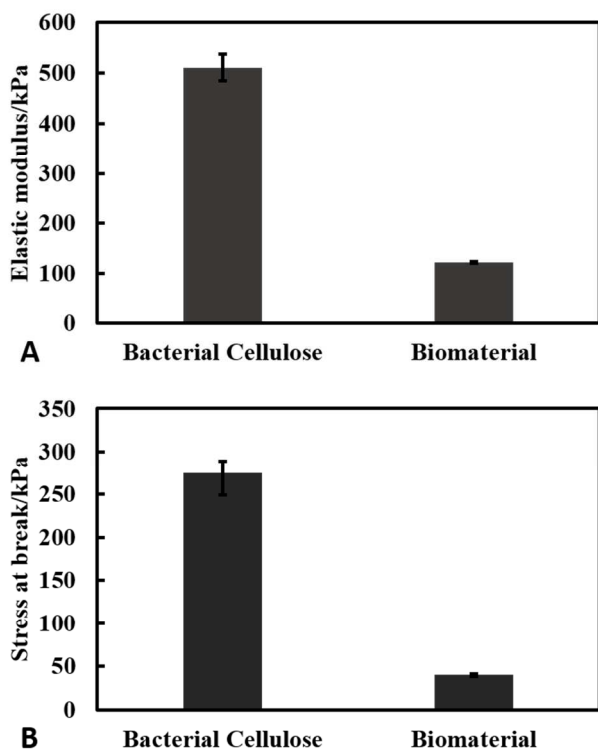 Elastic modulus/kPa
600
500
400
300
200
100
0
A
Bacterial Cellulose Biomaterial
Stress at break/kPa
350
300
250
200
150
100
50
0
B
Bacterial Cellulose Biomaterial